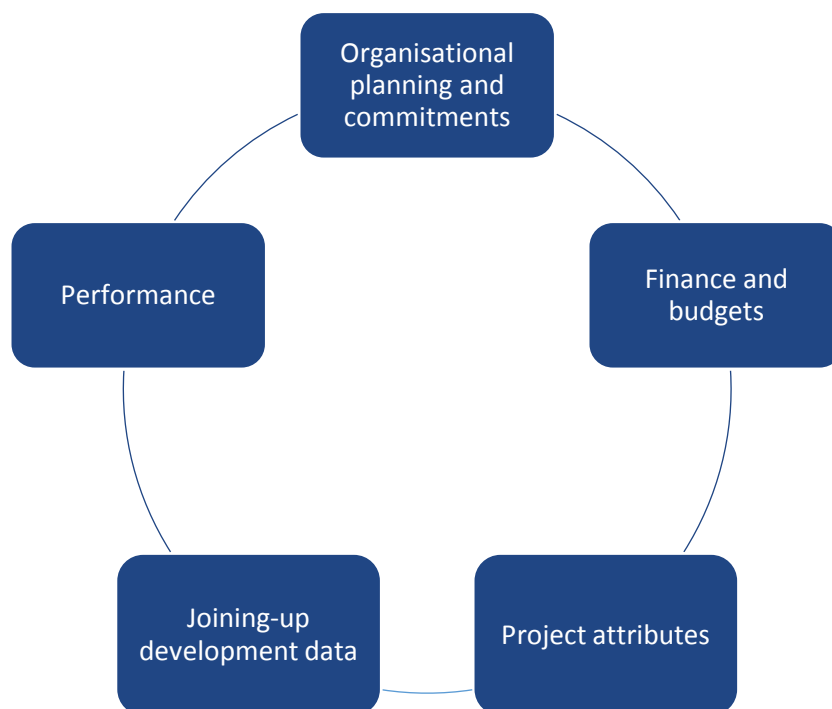 Organisational
planning and
commitments
Finance and
budgets
Project attributes
Joining-up
development data
Performance